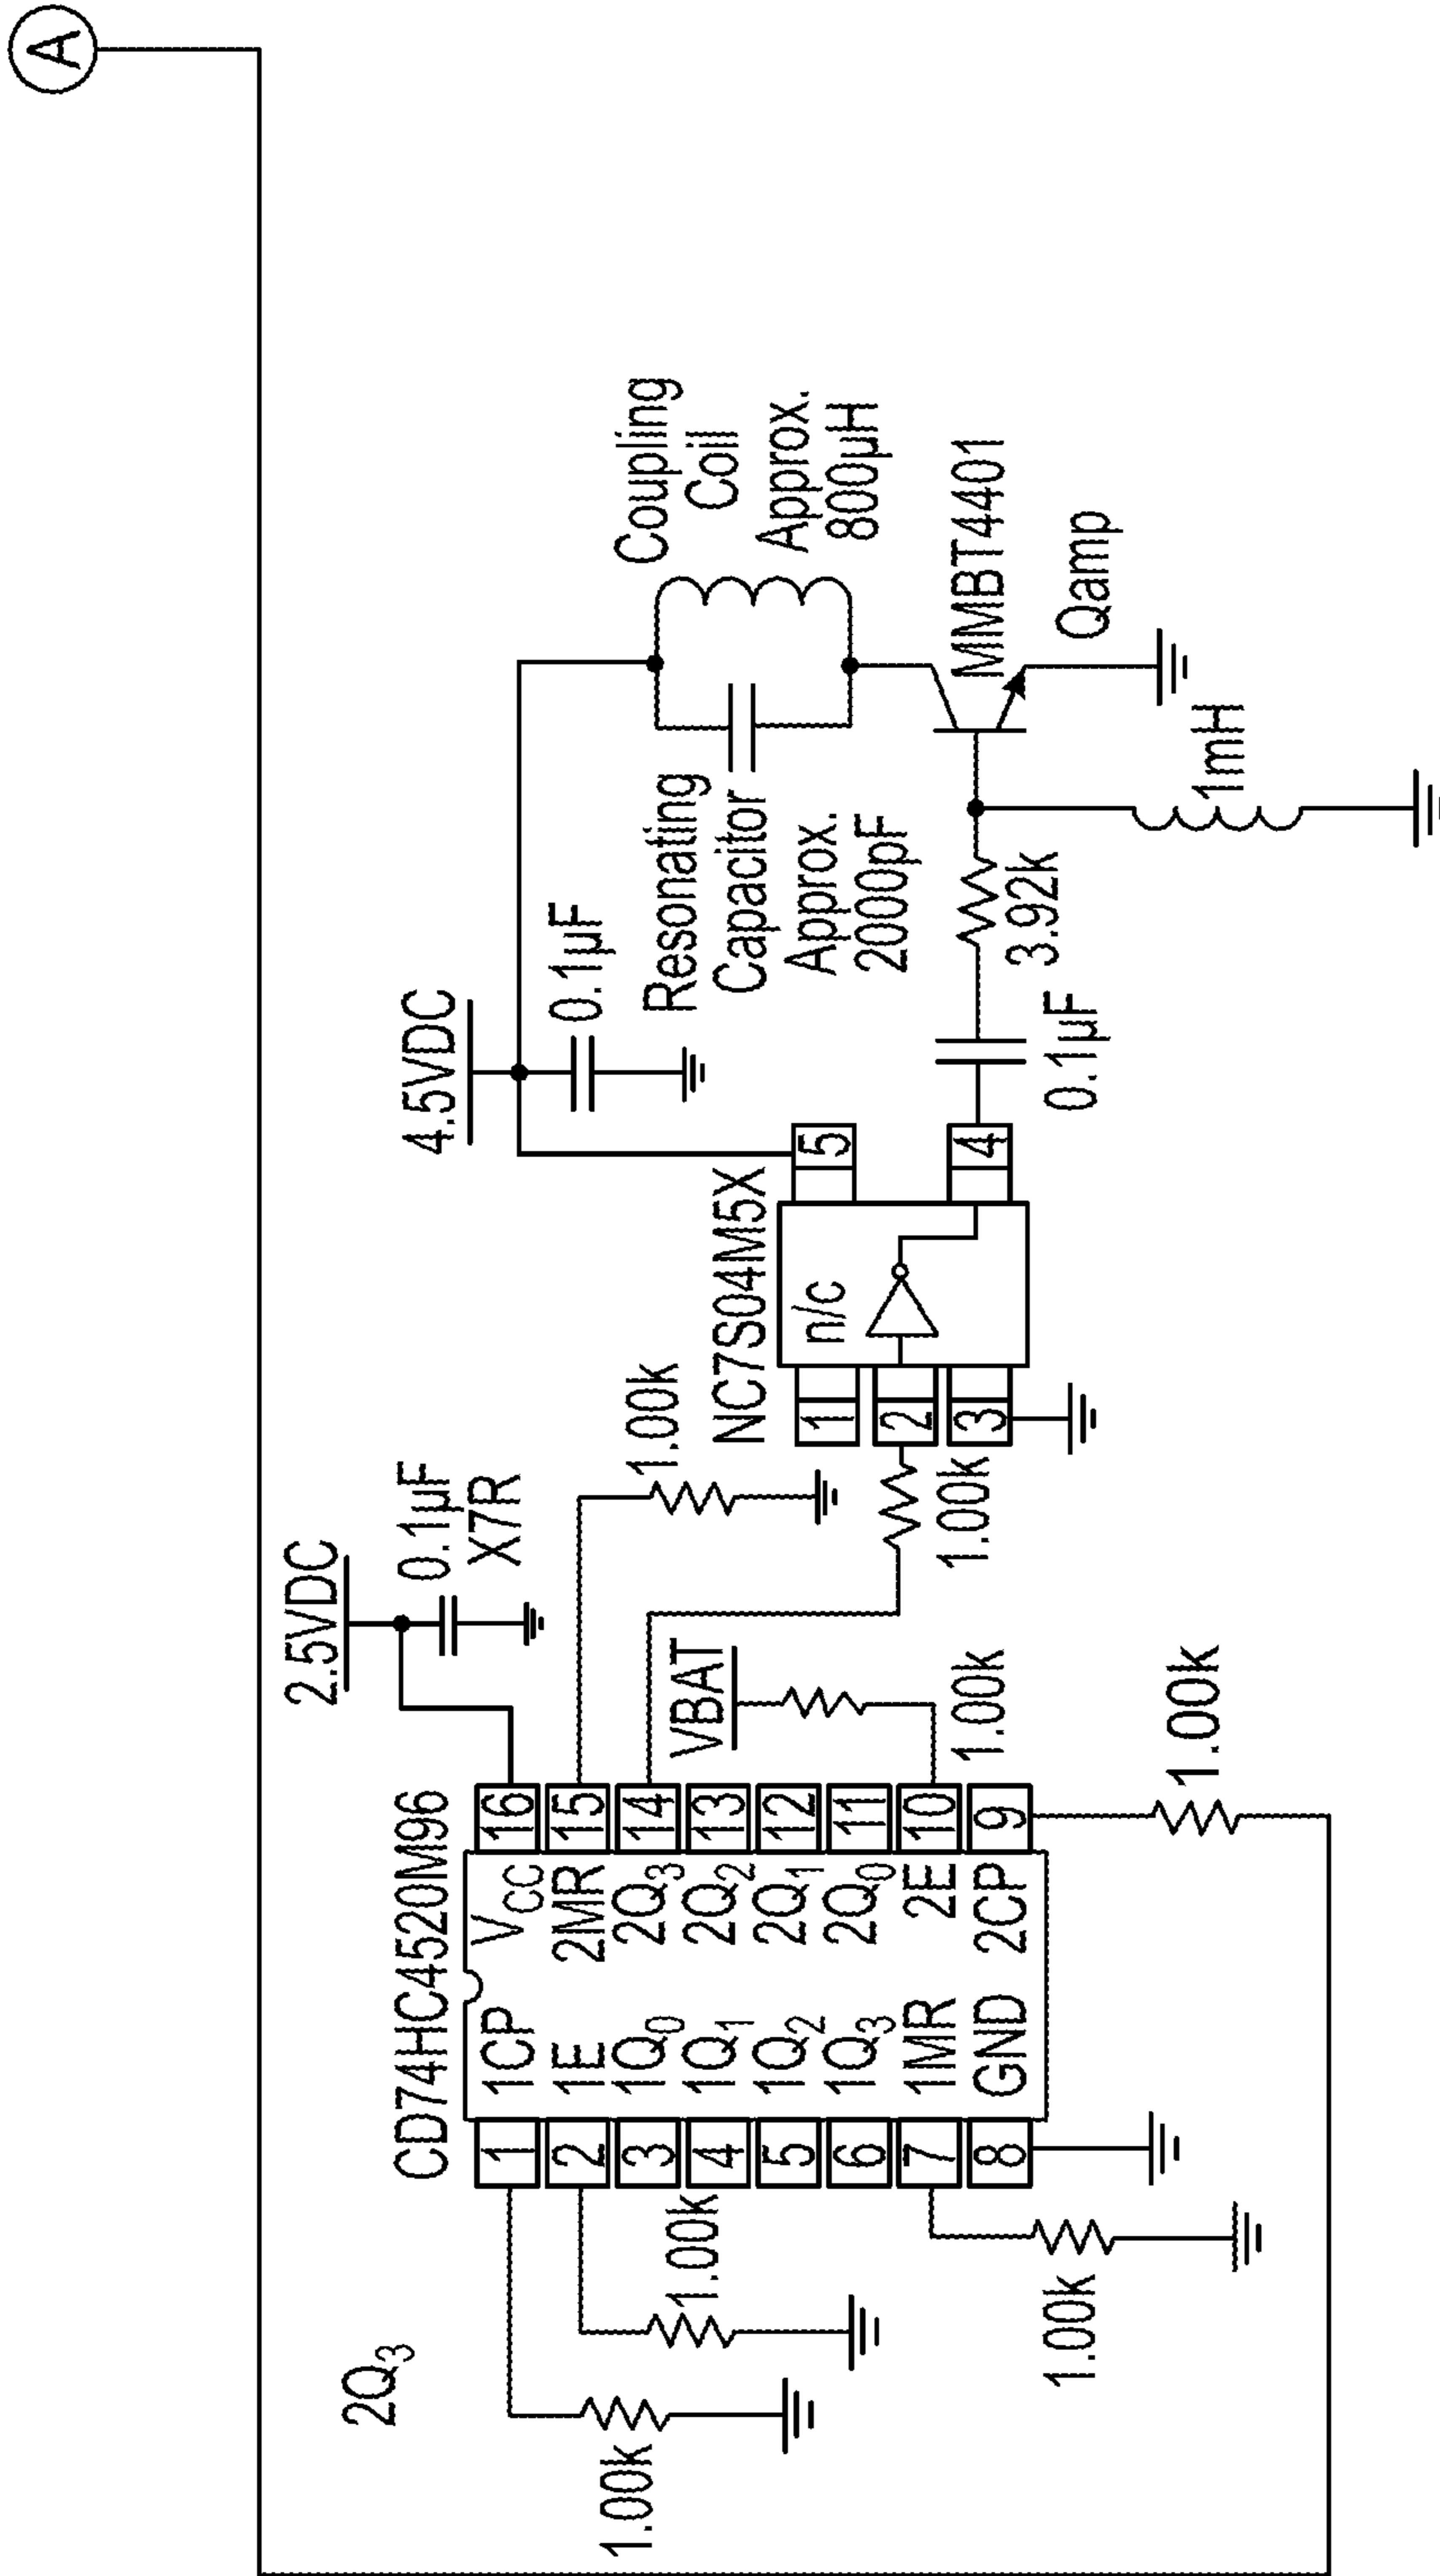 A
2Q3
CD74HC4520M96
1
2
3
4
5
6
7
8
1CP
1E
1Q0
1Q1
1Q2
1Q3
1MR
GND
VCC
2MR
2Q3
2Q2
2Q1
2Q0
2E
2CP
16
15
14
13
12
11
10
9
1.00k
1.00k
1.00k
2.5VDC
0.1µF
X7R
1.00k
VBAT
1.00k
1.00k
1.00k
NC7S04M5X
n/c
1
2
3
5
4
4.5VDC
0.1µF
0.1µF
3.92k
Resonating
Capacitor
Approx.
2000pF
Coupling
Coil
Approx.
800µH
MMBT4401
Qamp
1mH